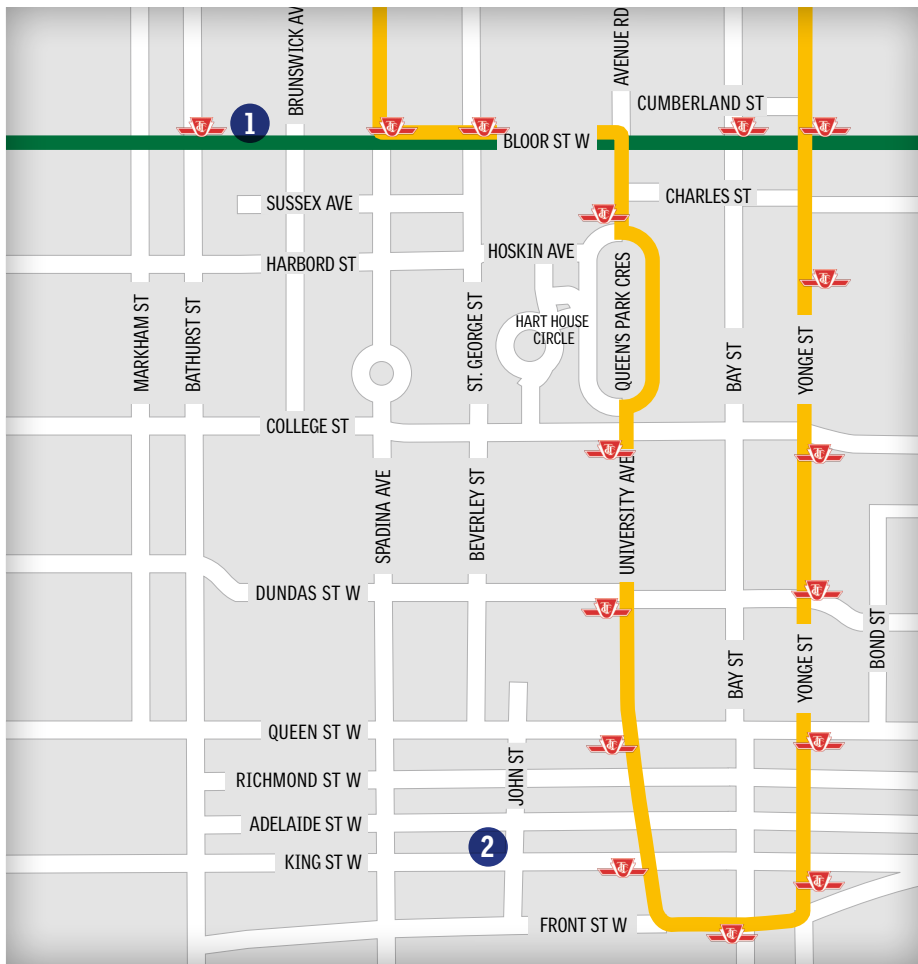 BRUNSWICK AV
AVENUE RD
CUMBERLAND ST
1
BLOOR ST W
CHARLES ST
SUSSEX AVE
HOSKIN AVE
HARBORD ST
HART HOUSE
CIRCLE
MARKHAM ST
BATHURST ST
ST. GEORGE ST
QUEEN'S PARK CRES
BAY ST
YONGE ST
COLLEGE ST
SPADINA AVE
BEVERLEY ST
UNIVERSITY AVE
DUNDAS ST W
BOND ST
BAY ST
YONGE ST
QUEEN ST W
JOHN ST
RICHMOND ST W
ADELAIDE ST W
2
KING ST W
FRONT ST W